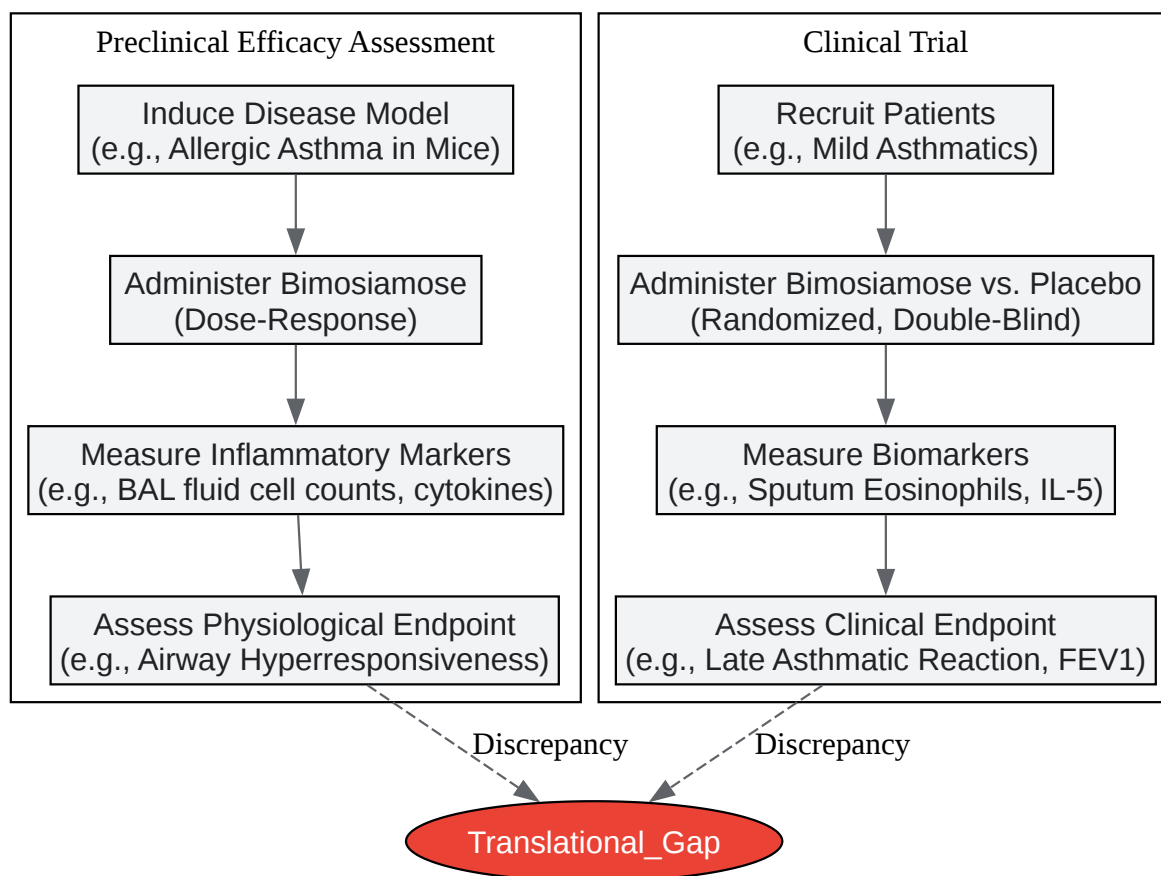 Preclinical Efficacy Assessment
Induce Disease Model
(e.g., Allergic Asthma in Mice)
Administer Bimosiamose
(Dose-Response)
Measure Inflammatory Markers
(e.g., BAL fluid cell counts, cytokines)
Assess Physiological Endpoint
(e.g., Airway Hyperresponsiveness)
Clinical Trial
Recruit Patients
(e.g., Mild Asthmatics)
Administer Bimosiamose vs. Placebo
(Randomized, Double-Blind)
Measure Biomarkers
(e.g., Sputum Eosinophils, IL-5)
Assess Clinical Endpoint
(e.g., Late Asthmatic Reaction, FEV1)
Discrepancy
Discrepancy
Translational_Gap